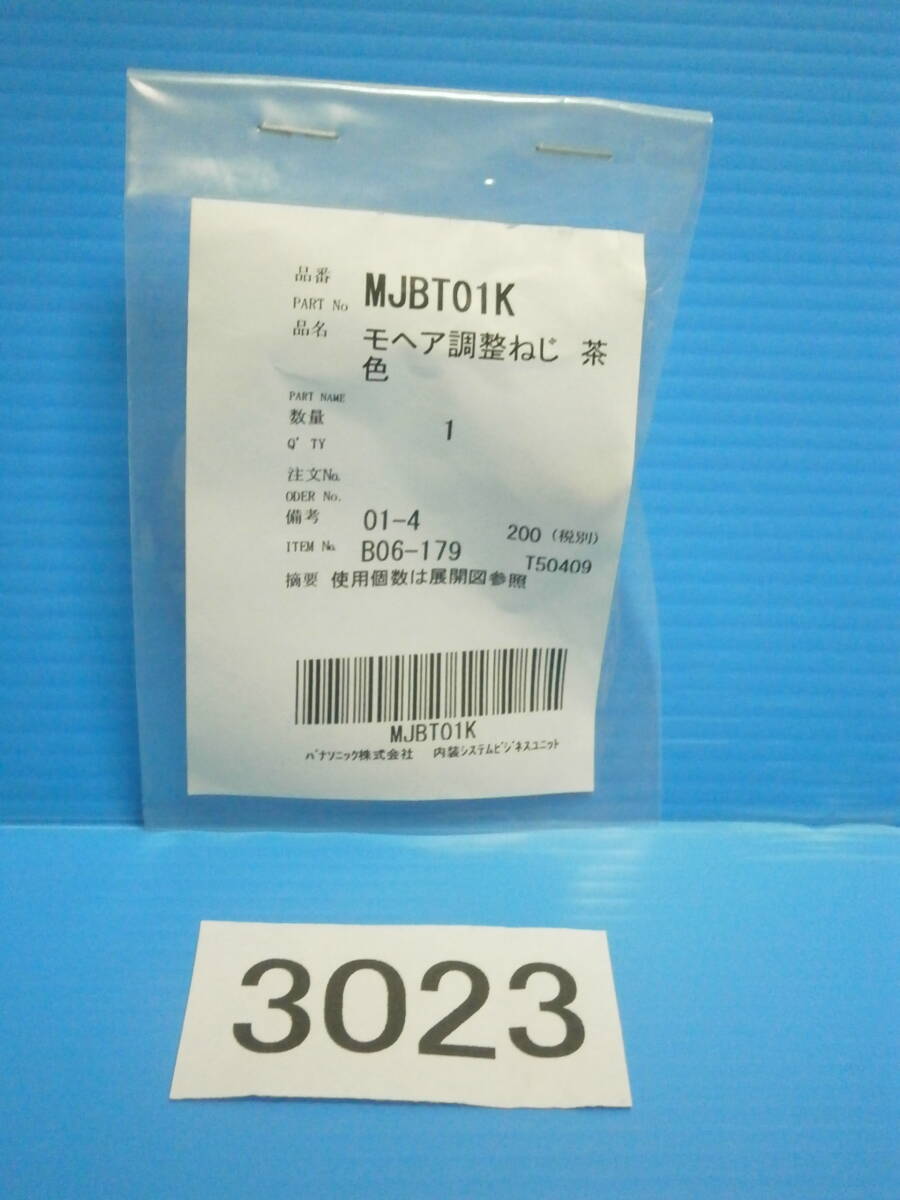 品番
PART No MJBT01K
品名 モヘア調整ねじ 茶
色
PART NAME
数量
Q'TY 1
注文No.
ODER No.
備考 01-4 200 (税別)
ITEM No. B06-179 T50409
摘要 使用個数は展開図参照
MJBT01K
パナソニック株式会社 内装システムビジネスユニット
3023